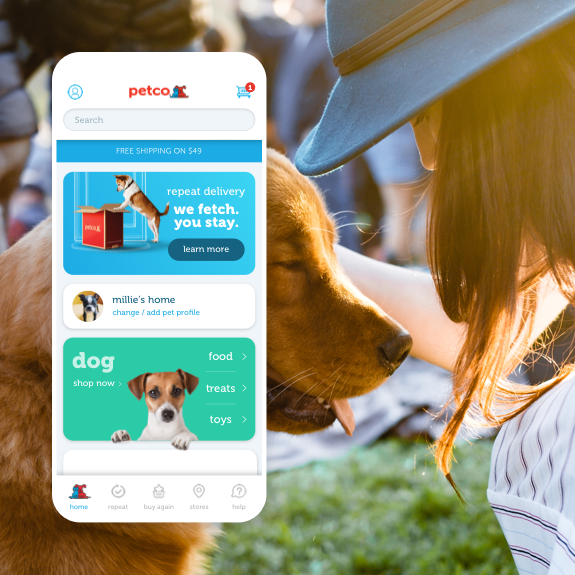 petco
1
Search
FREE SHIPPING ON $49
repeat delivery
we fetch.
you stay.
learn more
petco
millie's home
change / add pet profile
dog
shop now >
food >
treats >
toys >
home
repeat
buy again
stores
? help